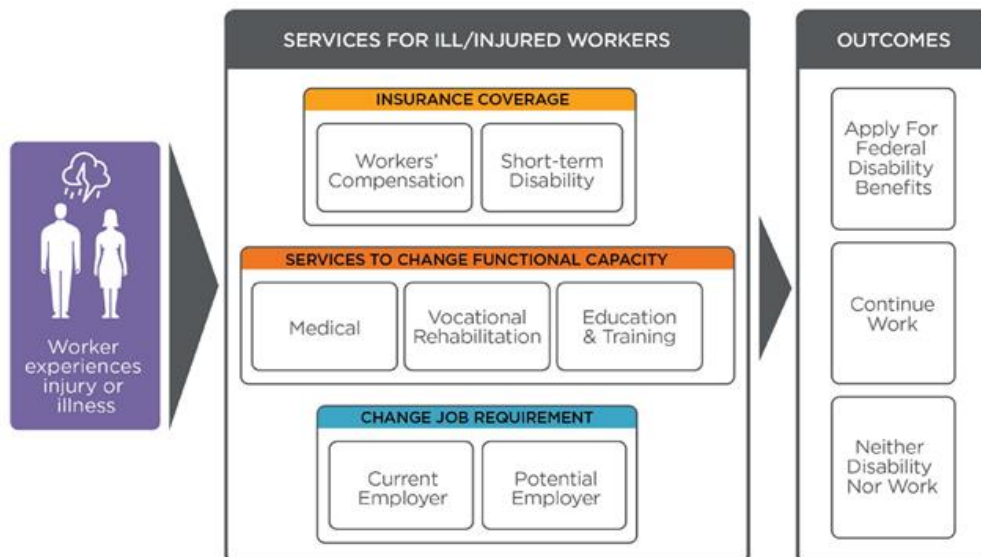 Worker
experiences
injury or
illness
SERVICES FOR ILL/INJURED WORKERS
INSURANCE COVERAGE
Workers'
Compensation
Short-term
Disability
SERVICES TO CHANGE FUNCTIONAL CAPACITY
Medical
Vocational
Rehabilitation
Education
& Training
CHANGE JOB REQUIREMENT
Current
Employer
Potential
Employer
OUTCOMES
Apply For
Federal
Disability
Benefits
Continue
Work
Neither
Disability
Nor Work